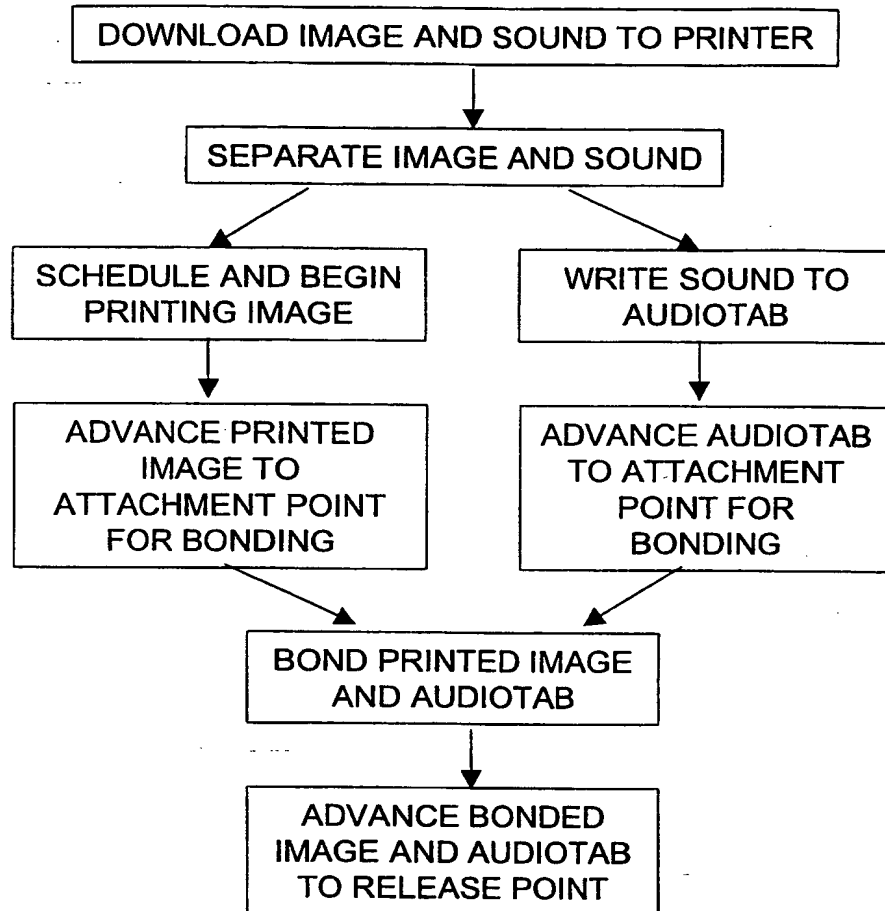 DOWNLOAD IMAGE AND SOUND TO PRINTER
SEPARATE IMAGE AND SOUND
SCHEDULE AND BEGIN
PRINTING IMAGE
WRITE SOUND TO
AUDIOTAB
ADVANCE PRINTED
IMAGE TO
ATTACHMENT POINT
FOR BONDING
ADVANCE AUDIOTAB
TO ATTACHMENT
POINT FOR
BONDING
BOND PRINTED IMAGE
AND AUDIOTAB
ADVANCE BONDED
IMAGE AND AUDIOTAB
TO RELEASE POINT